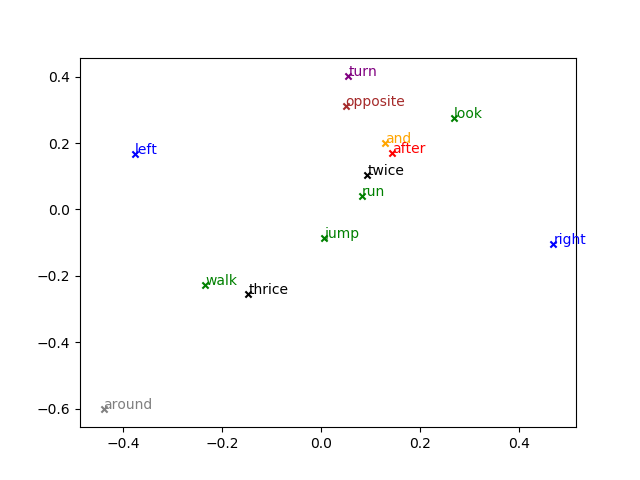 turn
0.4
opposite
look
and
0.2
left
after
twice
run
0.0
jump
right
−0.2
walk
thrice
−0.4
around
−0.6
−0.4 −0.2 0.0 0.2 0.4